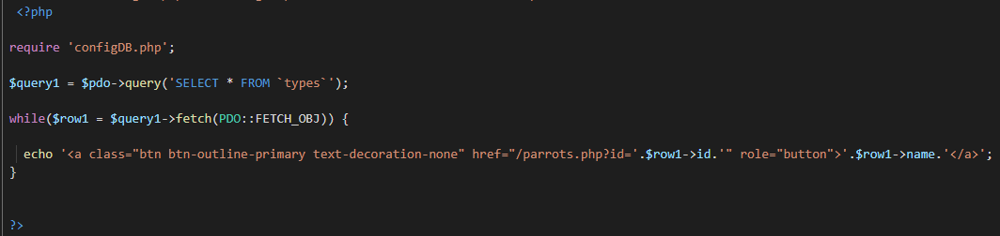 <?php
require 'configDB.php';
$query1 = $pdo->query('SELECT * FROM `types`');
while($row1 = $query1->fetch(PDO::FETCH_OBJ)) {
echo '<a class="btn btn-outline-primary text-decoration-none" href="/parrots.php?id='.$row1->id.'" role="button">'.$row1->name.'</a>';
}
?>